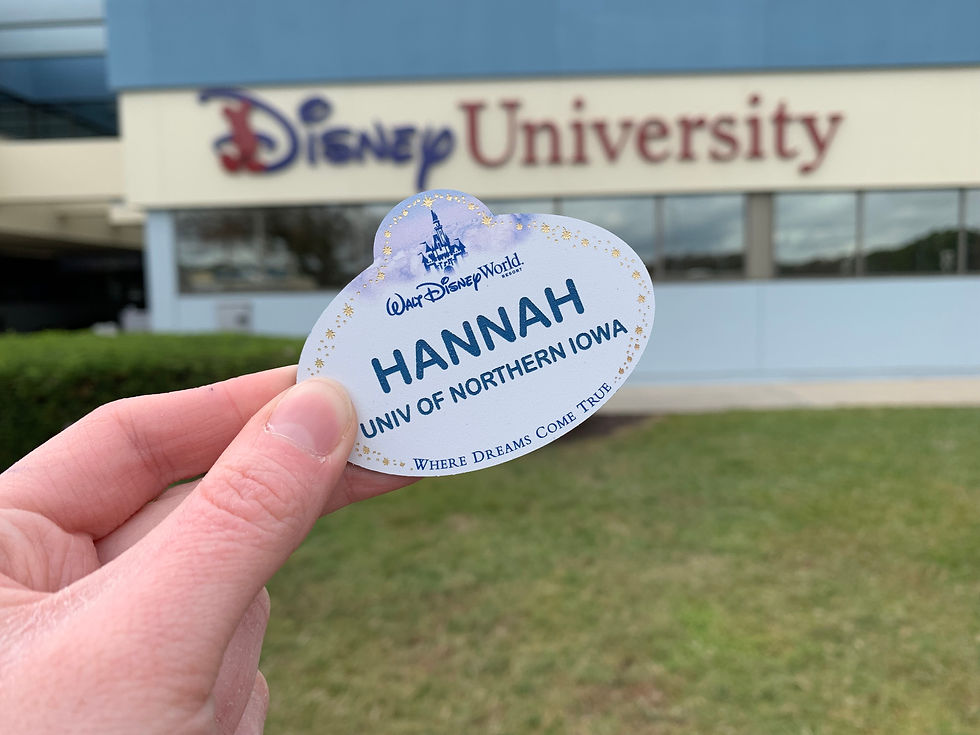 Disney University
Walt Disney World
RESORT
HANNAH
UNIV OF NORTHERN IOWA
WHERE DREAMS COME TRUE